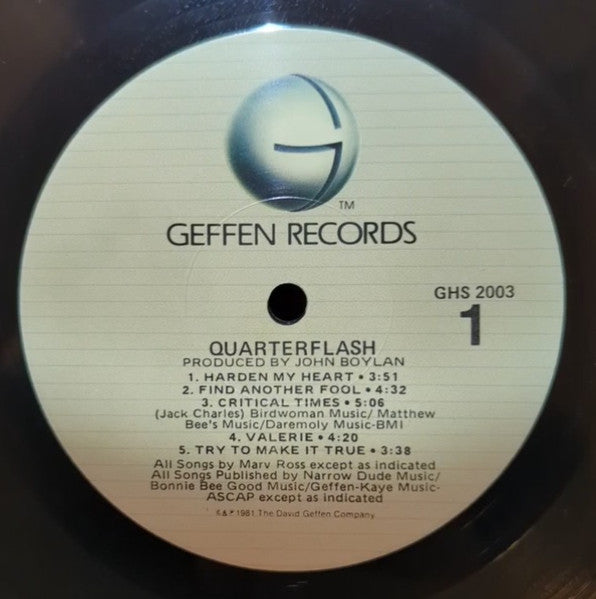 G
TM
GEFFEN RECORDS
GHS 2003
1
QUARTERFLASH
PRODUCED BY JOHN BOYLAN
1. HARDEN MY HEART • 3:51
2. FIND ANOTHER FOOL • 4:32
3. CRITICAL TIMES • 5:06
(Jack Charles) Birdwoman Music/ Matthew
Bee's Music/Daremoly Music-BMI
4. VALERIE • 4:20
5. TRY TO MAKE IT TRUE • 3:38
All Songs by Marv Ross except as indicated
All Songs Published by Narrow Dude Music/
Bonnie Bee Good Music/Geffen-Kaye Music-
ASCAP except as indicated
©&℗1981 The David Geffen Company